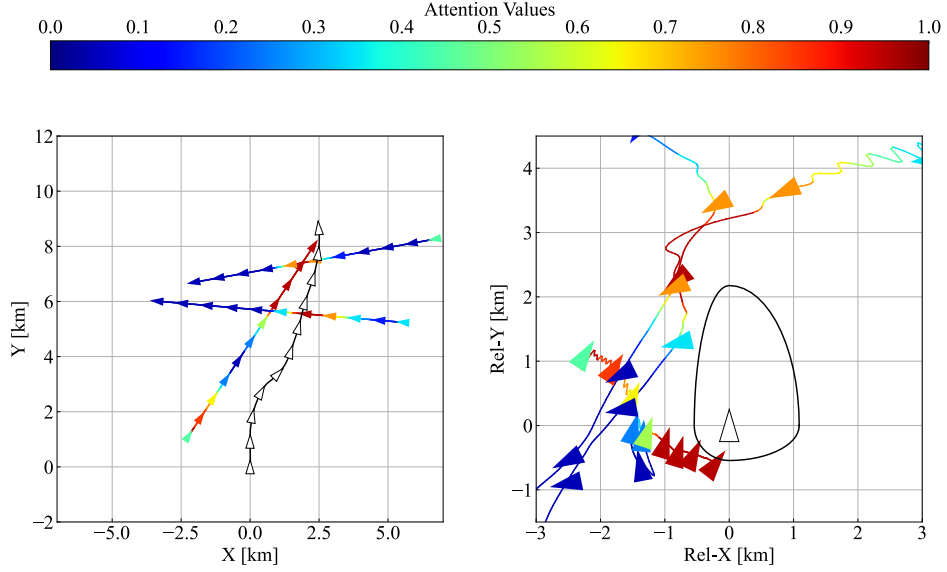 Attention Values
0.0 0.1 0.2 0.3 0.4 0.5 0.6 0.7 0.8 0.9 1.0
12
10
8
6
4
2
0
−2
Y [km]
−5.0 −2.5 0.0 2.5 5.0
X [km]
4
3
2
1
0
−1
Rel-Y [km]
−3 −2 −1 0 1 2 3
Rel-X [km]